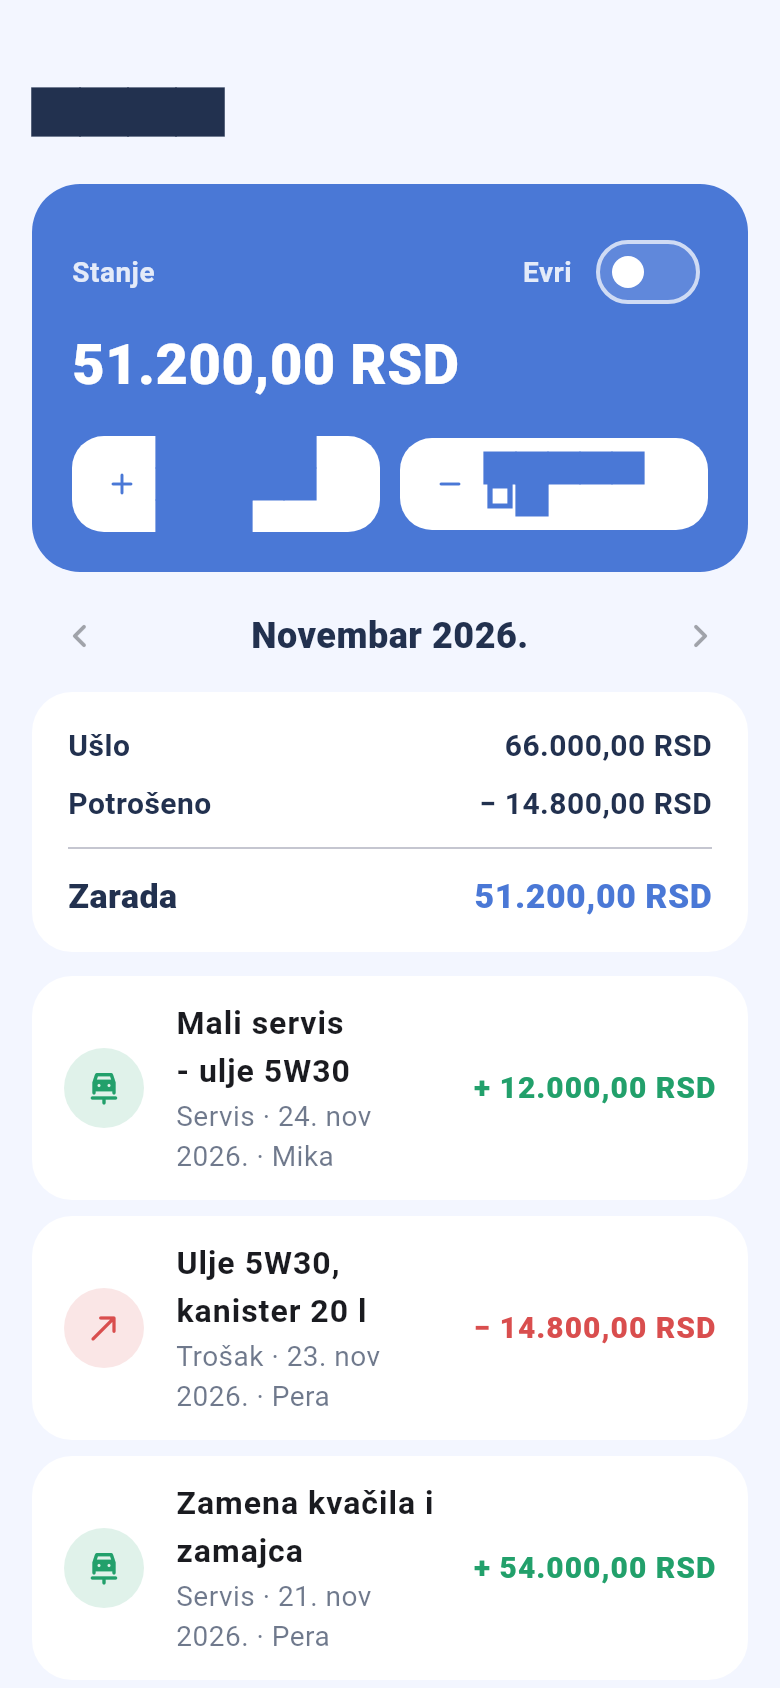 Stanje
Evri
51.200,00 RSD
+
−
Novembar 2026.
Ušlo
66.000,00 RSD
Potrošeno
− 14.800,00 RSD
Zarada
51.200,00 RSD
Mali servis
- ulje 5W30
+ 12.000,00 RSD
Servis · 24. nov
2026. · Mika
Ulje 5W30,
kanister 20 l
− 14.800,00 RSD
Trošak · 23. nov
2026. · Pera
Zamena kvačila i
zamajca
+ 54.000,00 RSD
Servis · 21. nov
2026. · Pera